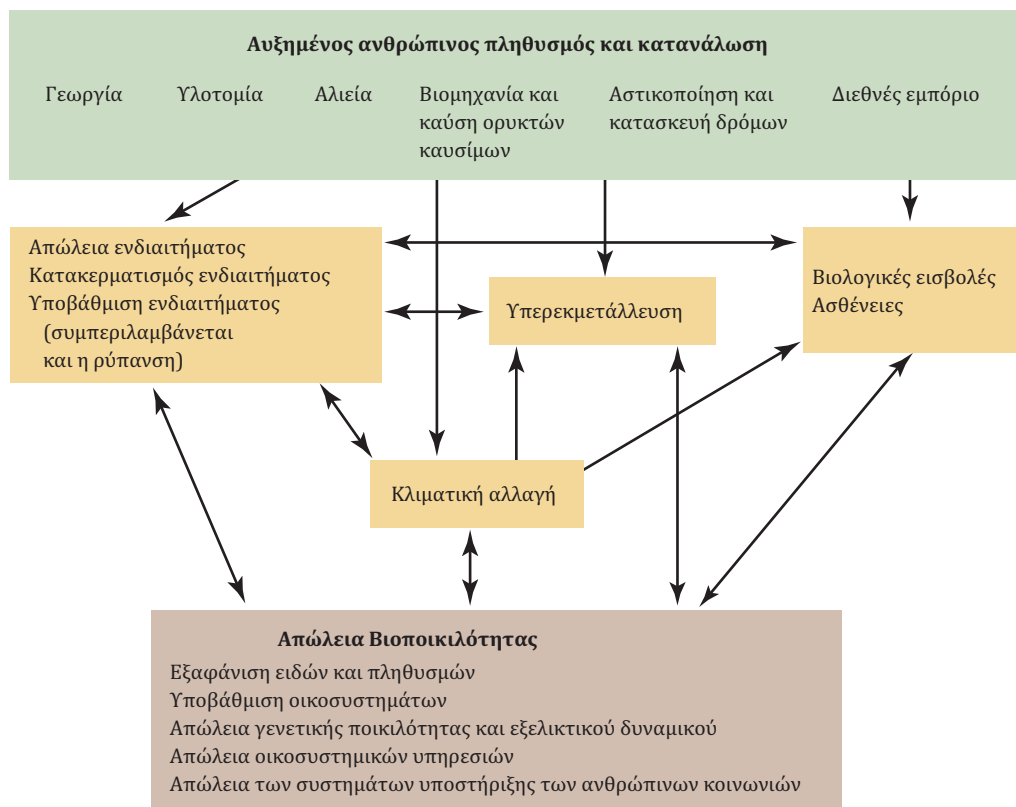 Αυξημένος ανθρώπινος πληθυσμός και κατανάλωση
Γεωργία
Υλοτομία
Αλιεία
Βιομηχανία και
καύση ορυκτών
καυσίμων
Αστικοποίηση και
κατασκευή δρόμων
Διεθνές εμπόριο
Απώλεια ενδιαιτήματος
Κατακερματισμός ενδιαιτήματος
Υποβάθμιση ενδιαιτήματος
(συμπεριλαμβάνεται
και η ρύπανση)
Υπερεκμετάλλευση
Βιολογικές εισβολές
Ασθένειες
Κλιματική αλλαγή
Απώλεια Βιοποικιλότητας
Εξαφάνιση ειδών και πληθυσμών
Υποβάθμιση οικοσυστημάτων
Απώλεια γενετικής ποικιλότητας και εξελικτικού δυναμικού
Απώλεια οικοσυστημικών υπηρεσιών
Απώλεια των συστημάτων υποστήριξης των ανθρώπινων κοινωνιών